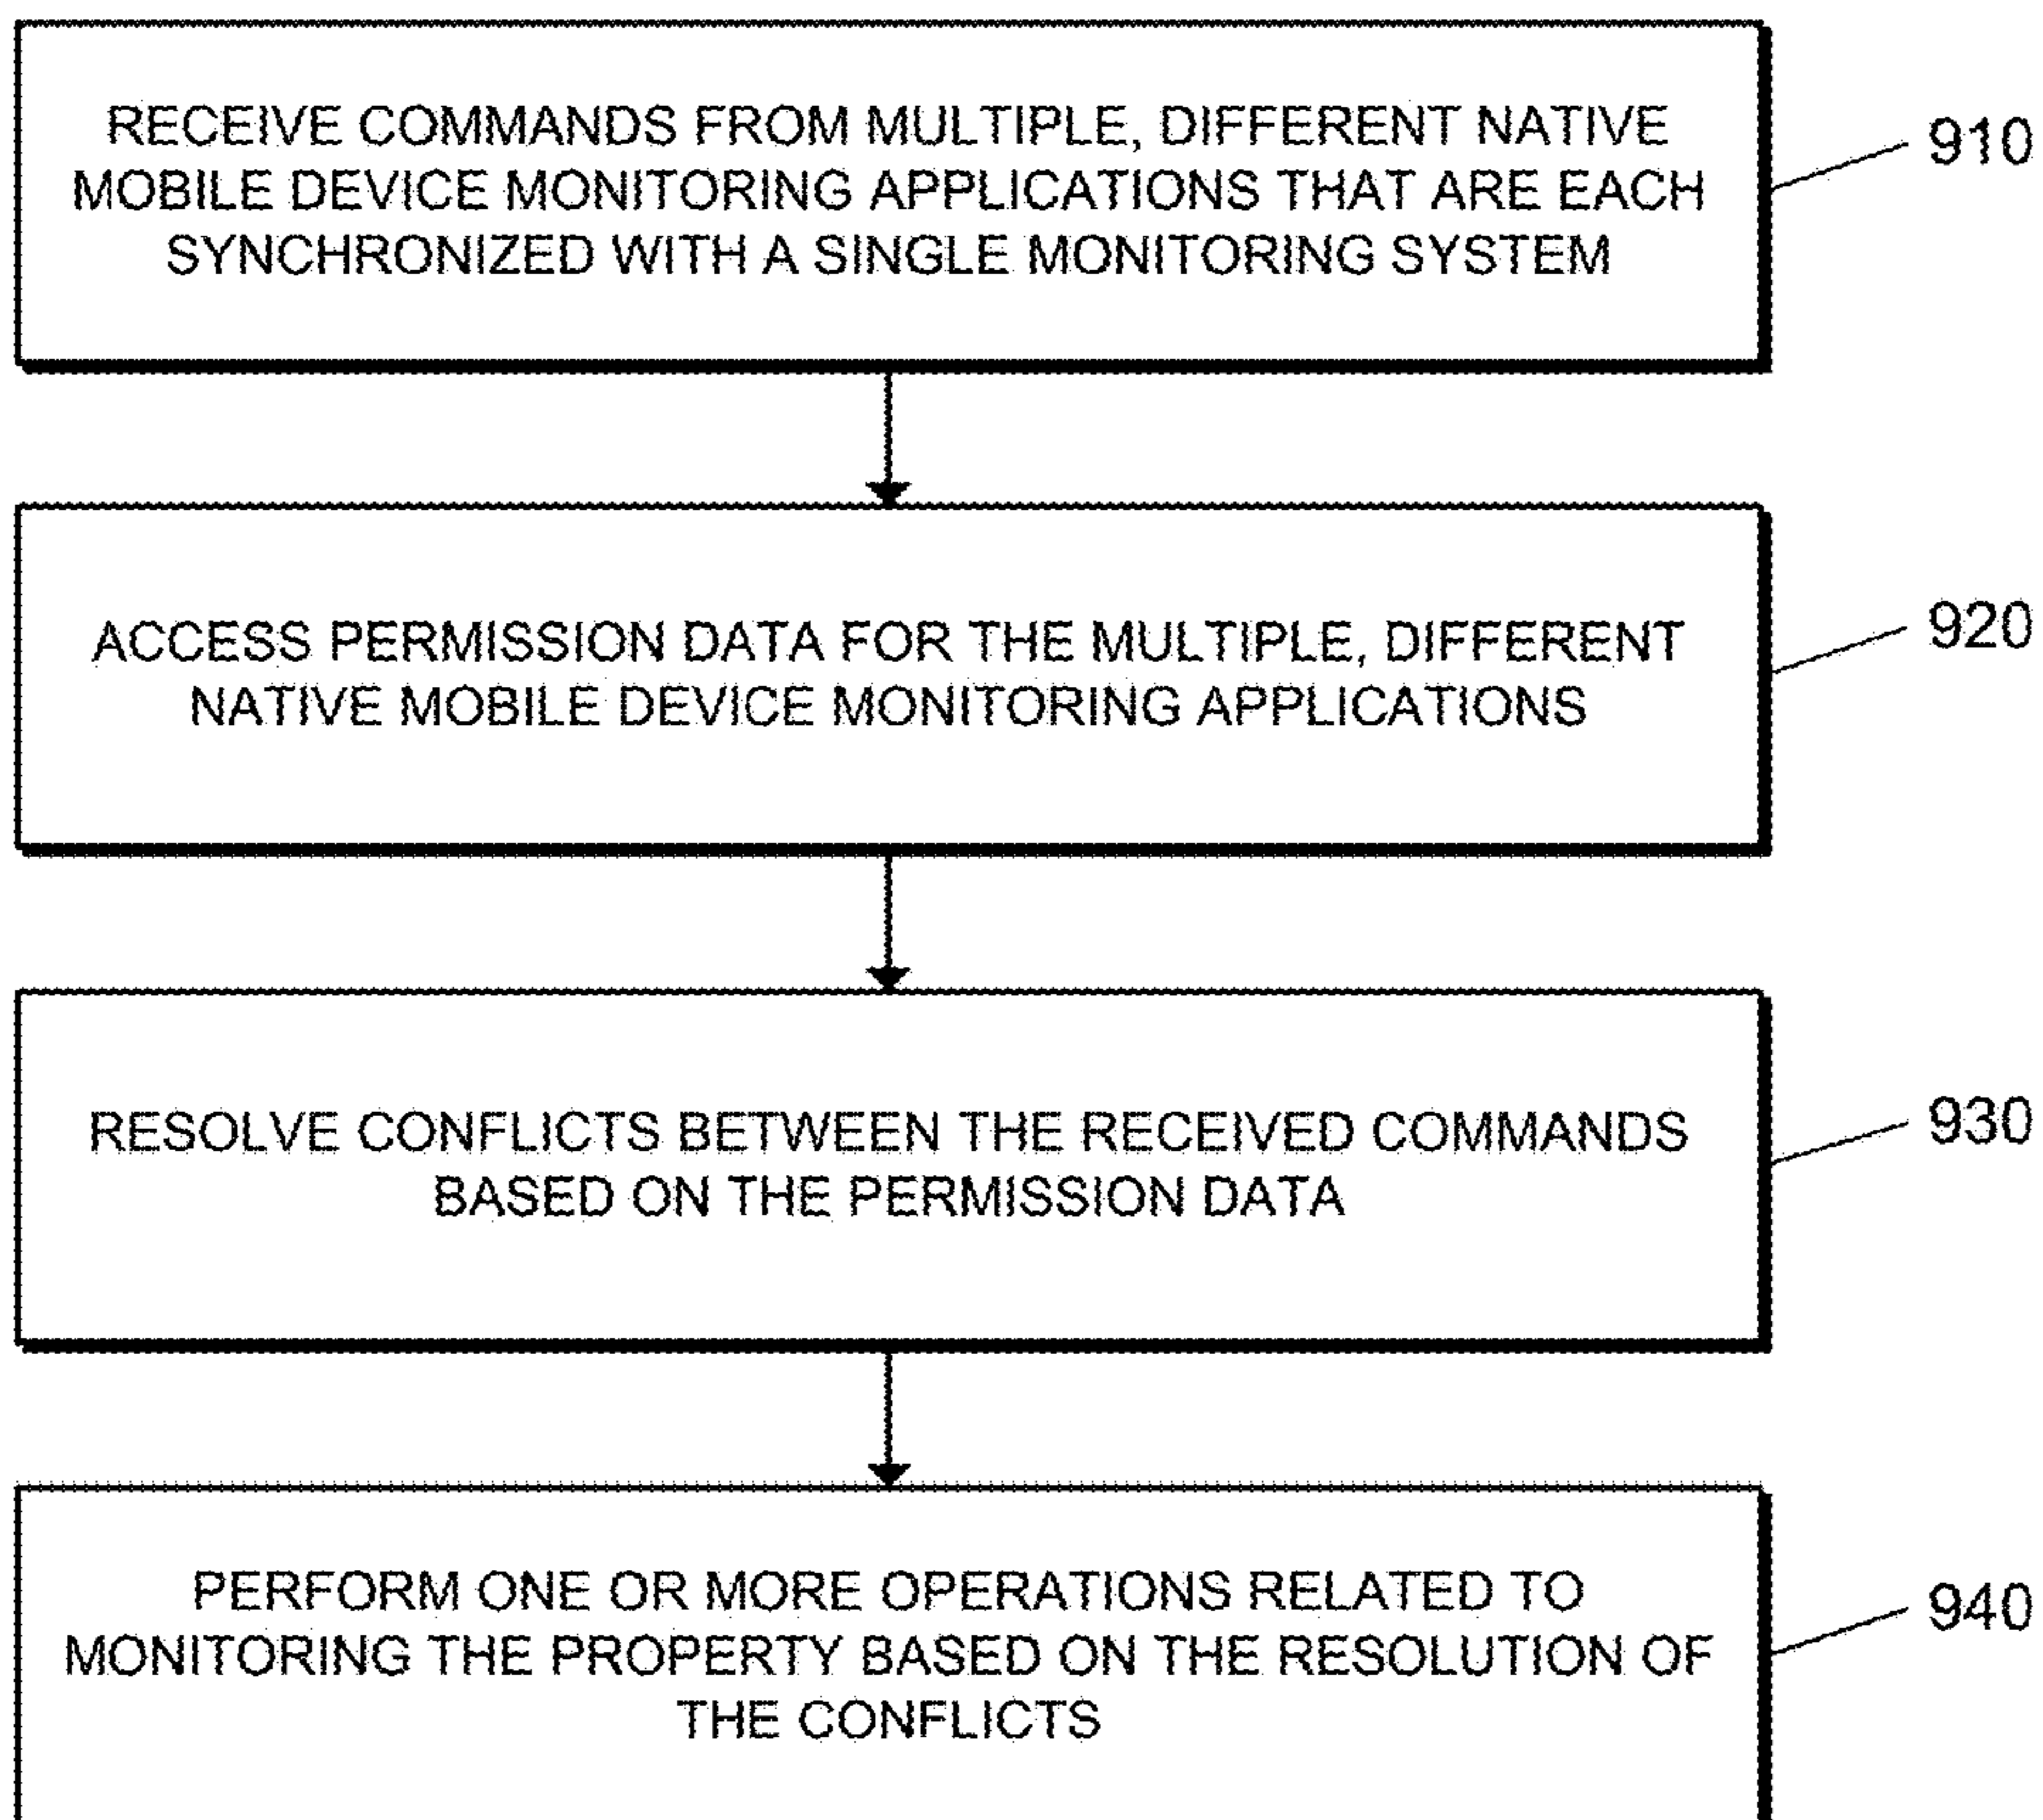 RECEIVE COMMANDS FROM MULTIPLE, DIFFERENT NATIVE
MOBILE DEVICE MONITORING APPLICATIONS THAT ARE EACH
SYNCHRONIZED WITH A SINGLE MONITORING SYSTEM
910
ACCESS PERMISSION DATA FOR THE MULTIPLE, DIFFERENT
NATIVE MOBILE DEVICE MONITORING APPLICATIONS
920
RESOLVE CONFLICTS BETWEEN THE RECEIVED COMMANDS
BASED ON THE PERMISSION DATA
930
PERFORM ONE OR MORE OPERATIONS RELATED TO
MONITORING THE PROPERTY BASED ON THE RESOLUTION OF
THE CONFLICTS
940